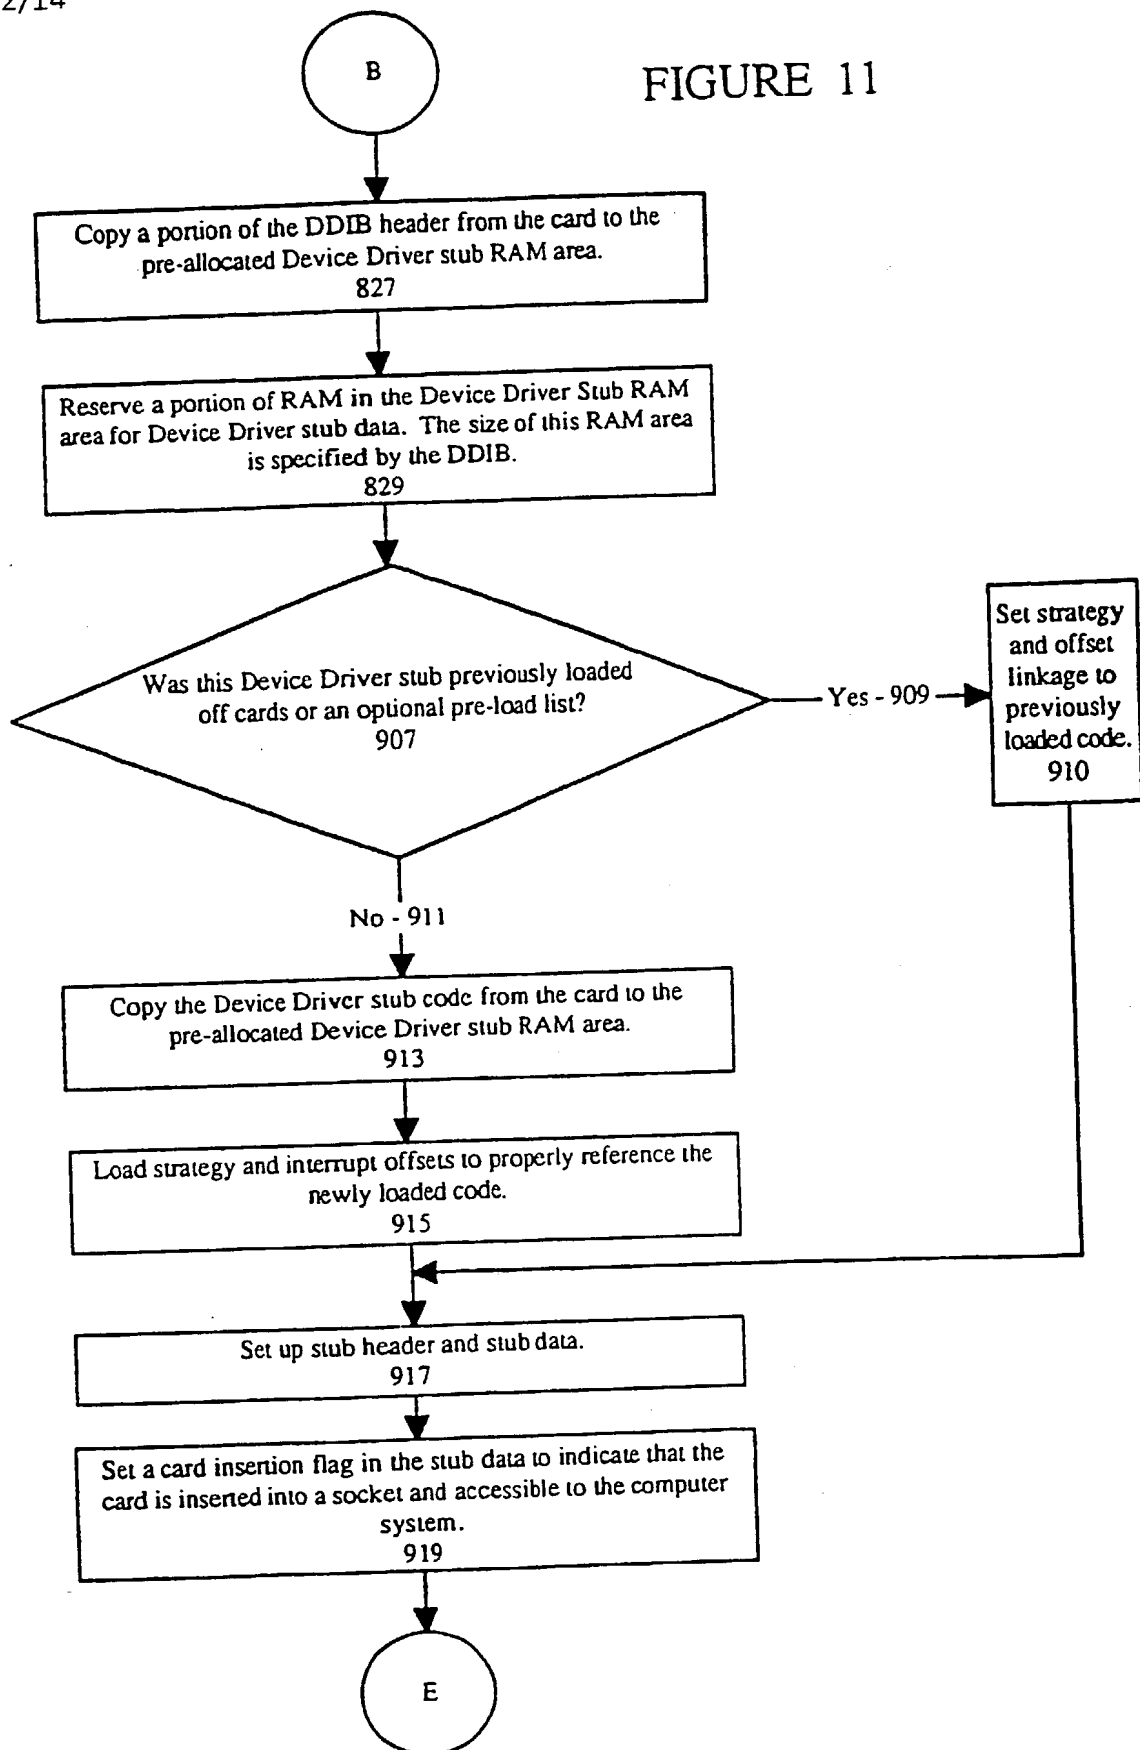 2/14
B
FIGURE 11
Copy a portion of the DDIB header from the card to the
pre-allocated Device Driver stub RAM area.
827
Reserve a portion of RAM in the Device Driver Stub RAM
area for Device Driver stub data. The size of this RAM area
is specified by the DDIB.
829
Was this Device Driver stub previously loaded
off cards or an optional pre-load list?
907
Yes - 909
Set strategy
and offset
linkage to
previously
loaded code.
910
No - 911
Copy the Device Driver stub code from the card to the
pre-allocated Device Driver stub RAM area.
913
Load strategy and interrupt offsets to properly reference the
newly loaded code.
915
Set up stub header and stub data.
917
Set a card insertion flag in the stub data to indicate that the
card is inserted into a socket and accessible to the computer
system.
919
E